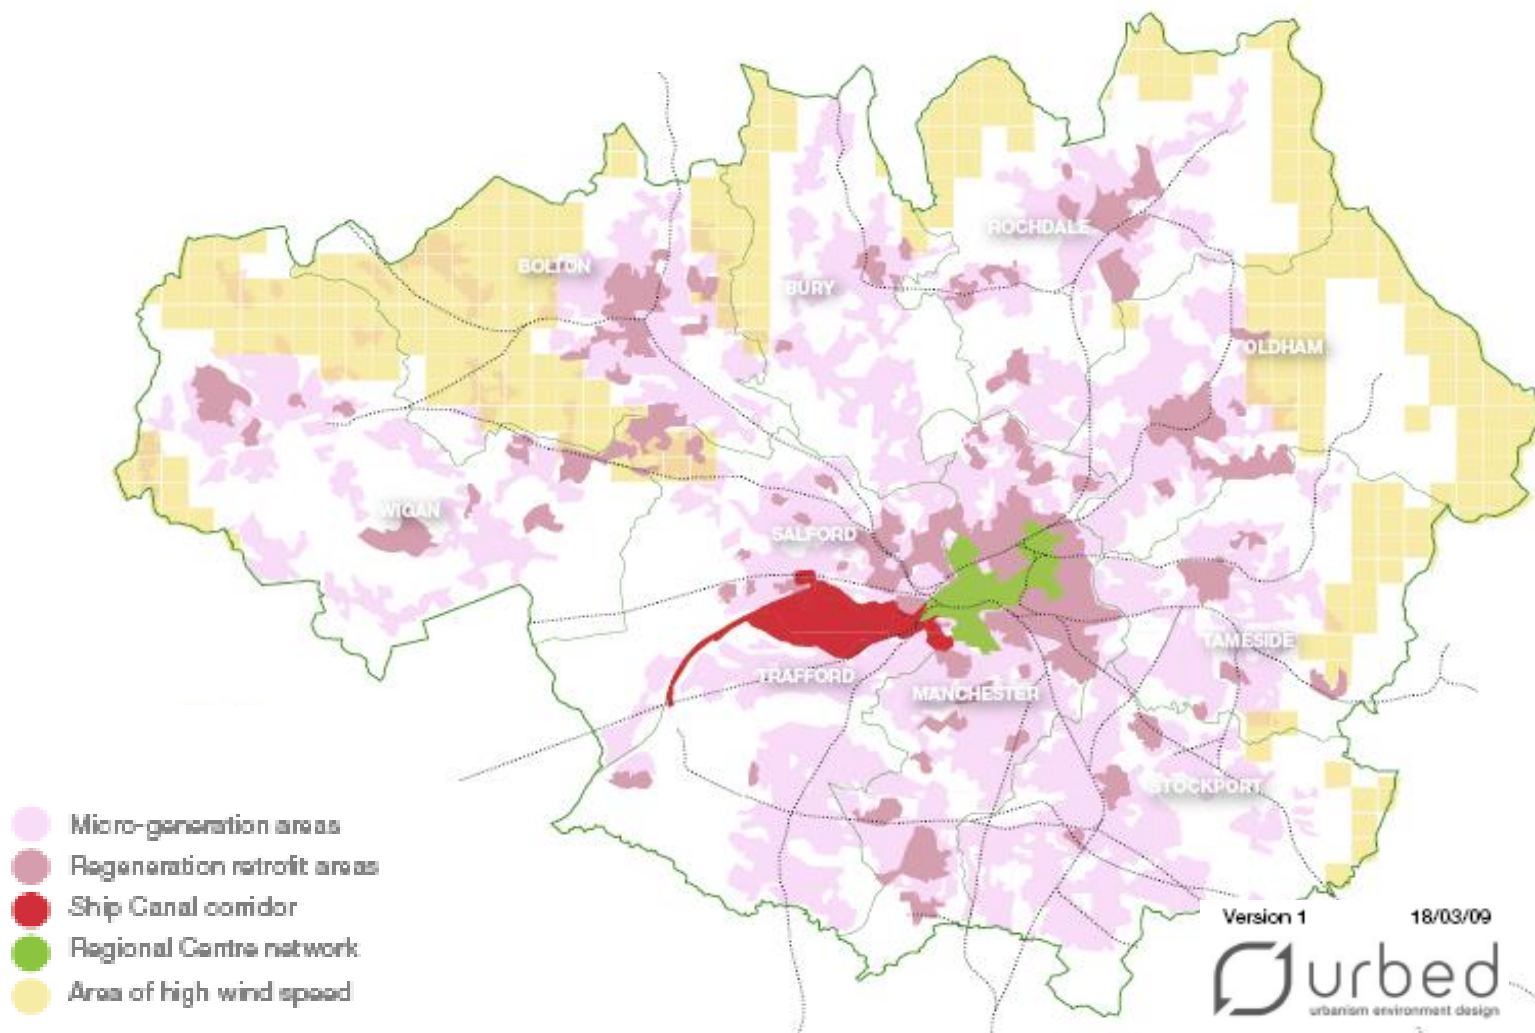 ROCHDALE
BOLTON
BURY
OLDHAM
WIGAN
SALFORD
TAMESIDE
TRAFFORD
MANCHESTER
STOCKPORT
Micro-generation areas
Regeneration retrofit areas
Ship Canal corridor
Regional Centre network
Area of high wind speed
Version 1 18/03/09
urbed
urbanism environment design